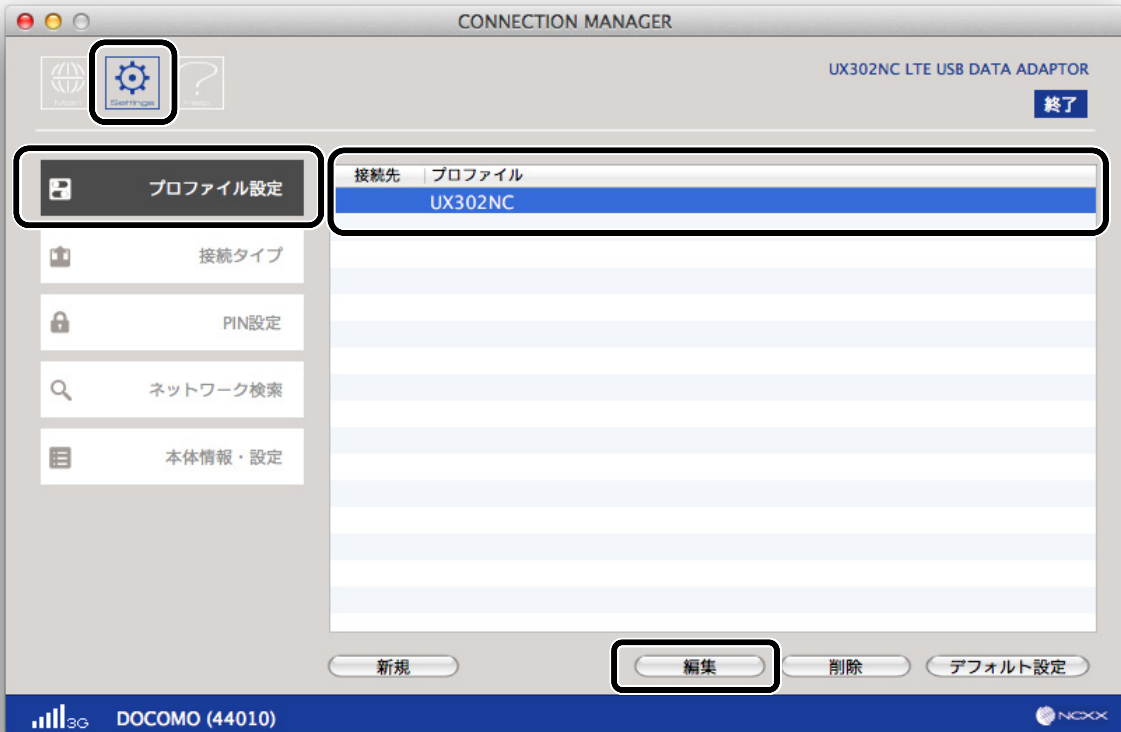 CONNECTION MANAGER
Main
Settings
Help
UX302NC LTE USB DATA ADAPTOR
終了
プロファイル設定
接続タイプ
PIN設定
ネットワーク検索
本体情報・設定
接続先 プロファイル
UX302NC
新規 編集 削除 デフォルト設定
3G DOCOMO (44010) NCXX